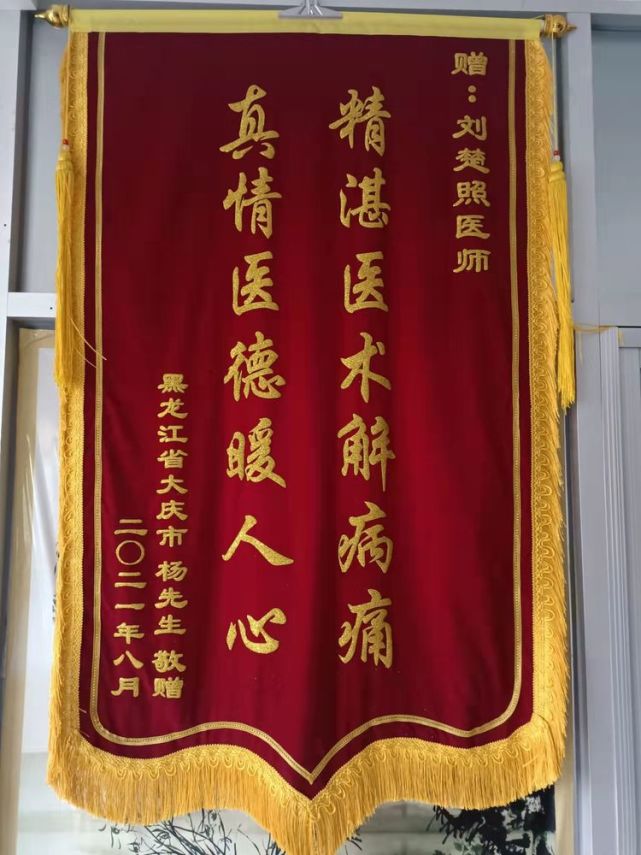 赠：刘楚照医师
精湛医术解病痛
真情医德暖人心
黑龙江省大庆市 杨先生 敬赠
二〇二一年八月